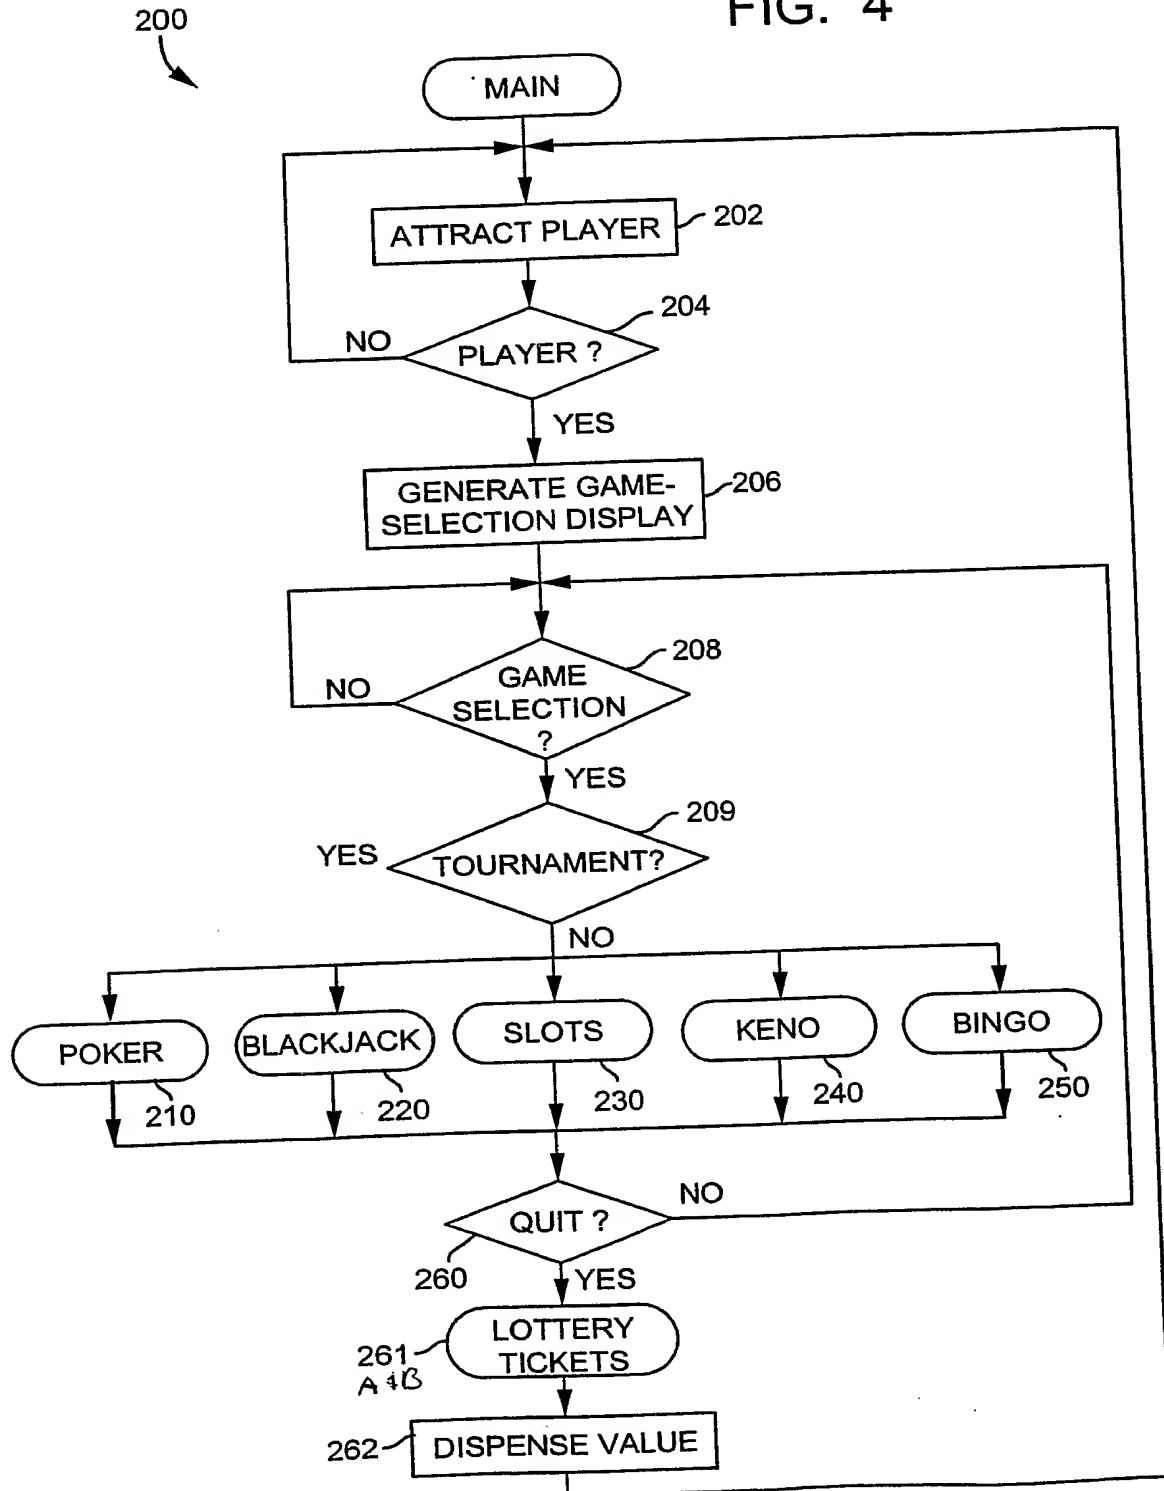 FIG. 4
200
MAIN
ATTRACT PLAYER
202
204
NO
PLAYER ?
YES
GENERATE GAME-
SELECTION DISPLAY
206
208
NO
GAME
SELECTION
?
YES
209
YES
TOURNAMENT?
NO
POKER
BLACKJACK
SLOTS
KENO
BINGO
210
220
230
240
250
QUIT ?
NO
260
YES
LOTTERY
TICKETS
261
A & B
262
DISPENSE VALUE